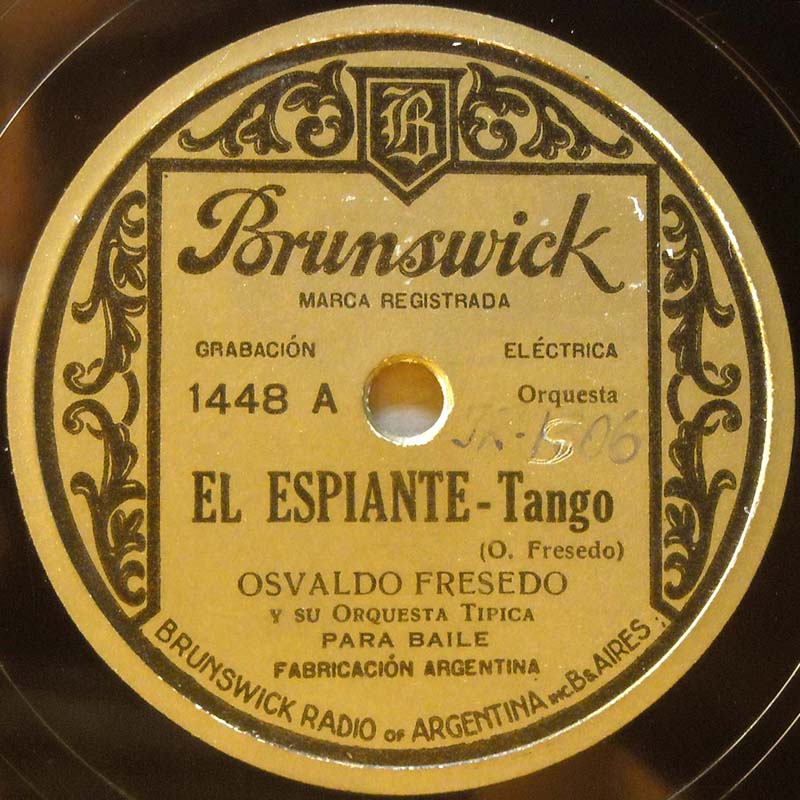 B
Brunswick
MARCA REGISTRADA
GRABACIÓN ELÉCTRICA
1448 A Orquesta
EL ESPIANTE - Tango
(O. Fresedo)
OSVALDO FRESEDO
Y SU ORQUESTA TIPICA
PARA BAILE
FABRICACIÓN ARGENTINA
BRUNSWICK RADIO OF ARGENTINA INC. Bs AIRES